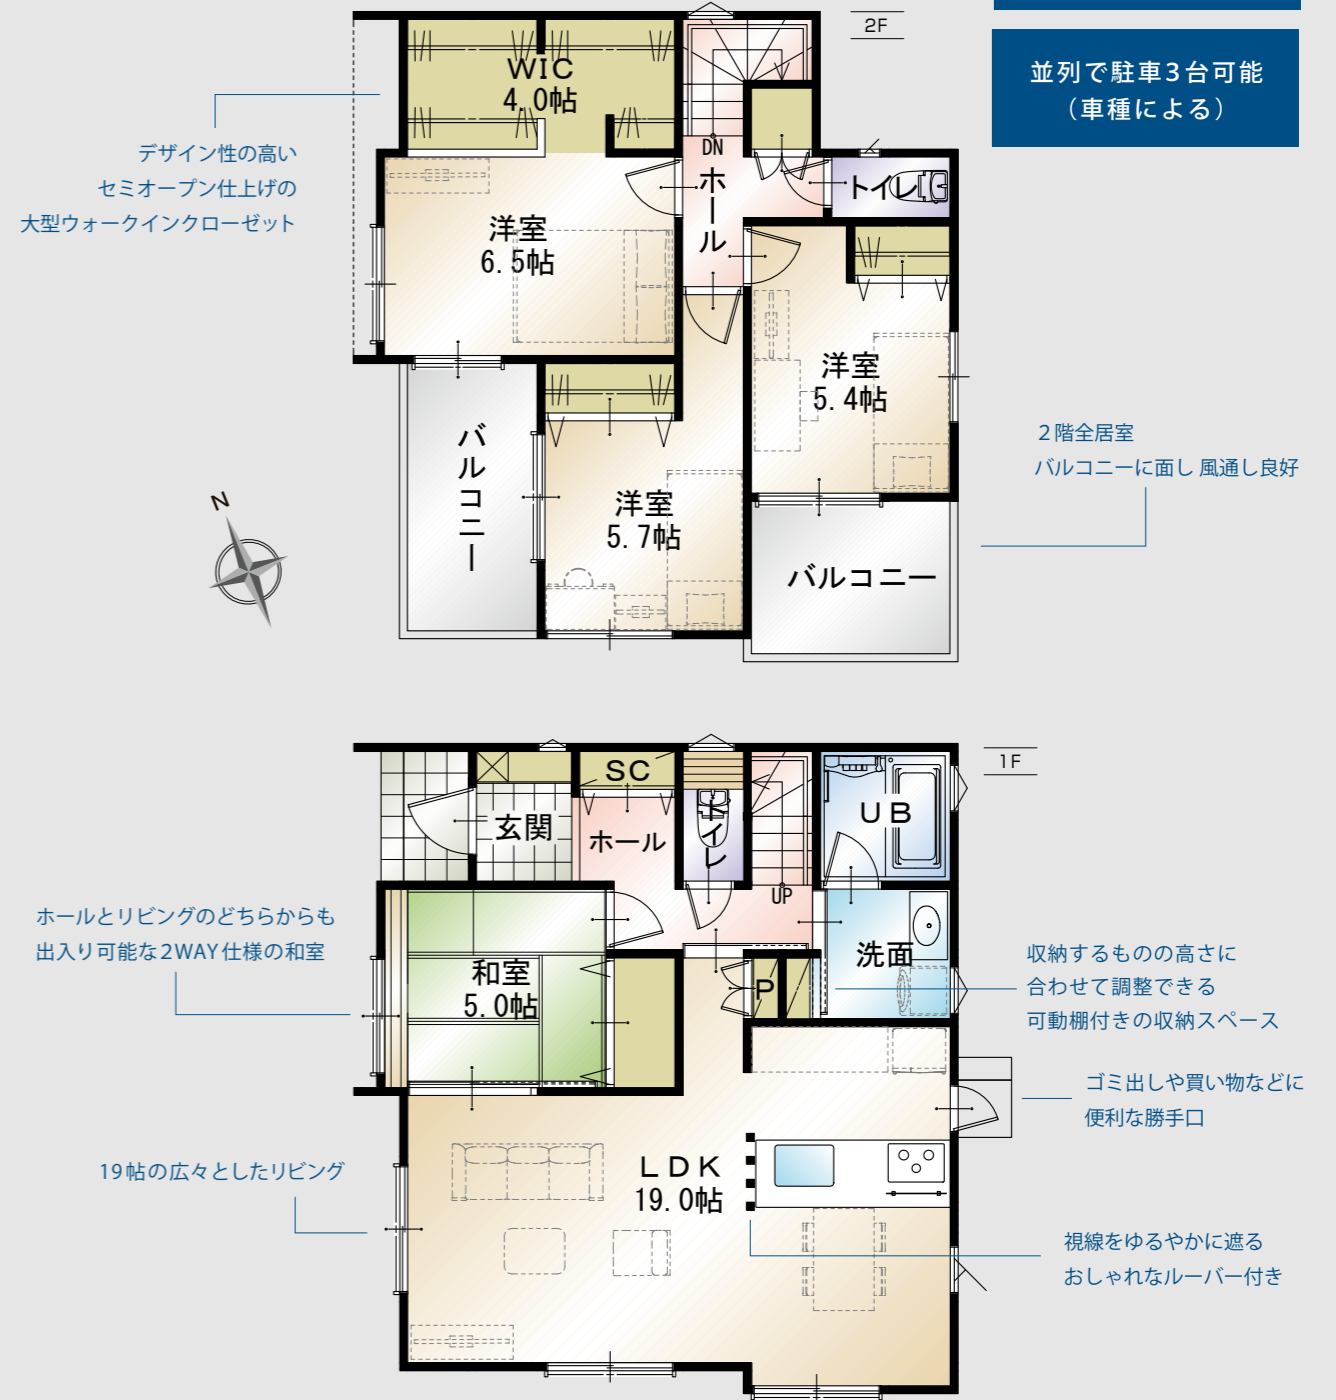 2F
並列で駐車3台可能
（車種による）
WIC
4.0帖
デザイン性の高い
セミオープン仕上げの
大型ウォークインクローゼット
DN
ホール
トイレ
洋室
6.5帖
洋室
5.4帖
バルコニー
2階全居室
バルコニーに面し 風通し良好
洋室
5.7帖
N
バルコニー
1F
SC
玄関
ホール
トイレ
UB
UP
ホールとリビングのどちらからも
出入り可能な2WAY仕様の和室
和室
5.0帖
洗面
P
収納するものの高さに
合わせて調整できる
可動棚付きの収納スペース
ゴミ出しや買い物などに
便利な勝手口
19帖の広々としたリビング
LDK
19.0帖
視線をゆるやかに遮る
おしゃれなルーバー付き